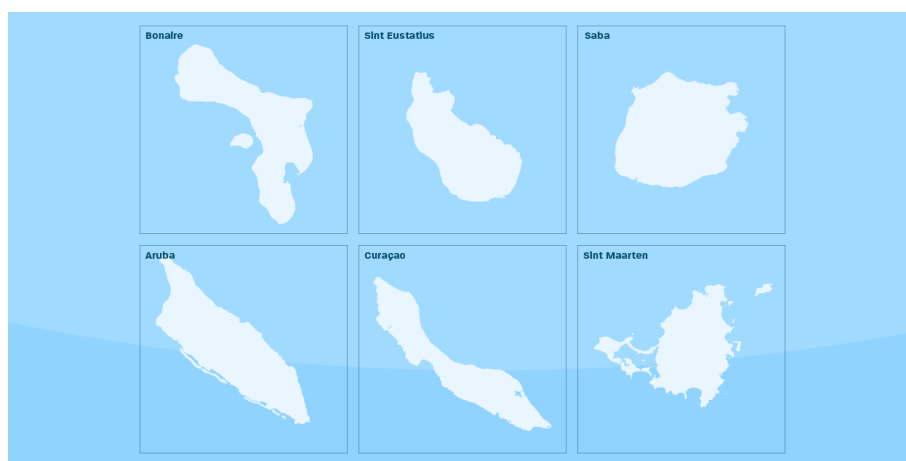 Bonaire
Sint Eustatius
Saba
Aruba
Curaçao
Sint Maarten